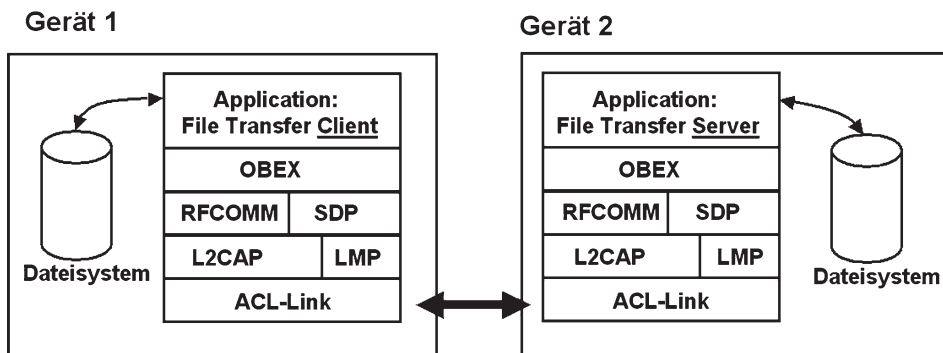 Gerät 1
Application:
File Transfer Client
OBEX
RFCOMM
SDP
L2CAP
LMP
ACL-Link
Dateisystem
Gerät 2
Application:
File Transfer Server
OBEX
RFCOMM
SDP
L2CAP
LMP
ACL-Link
Dateisystem